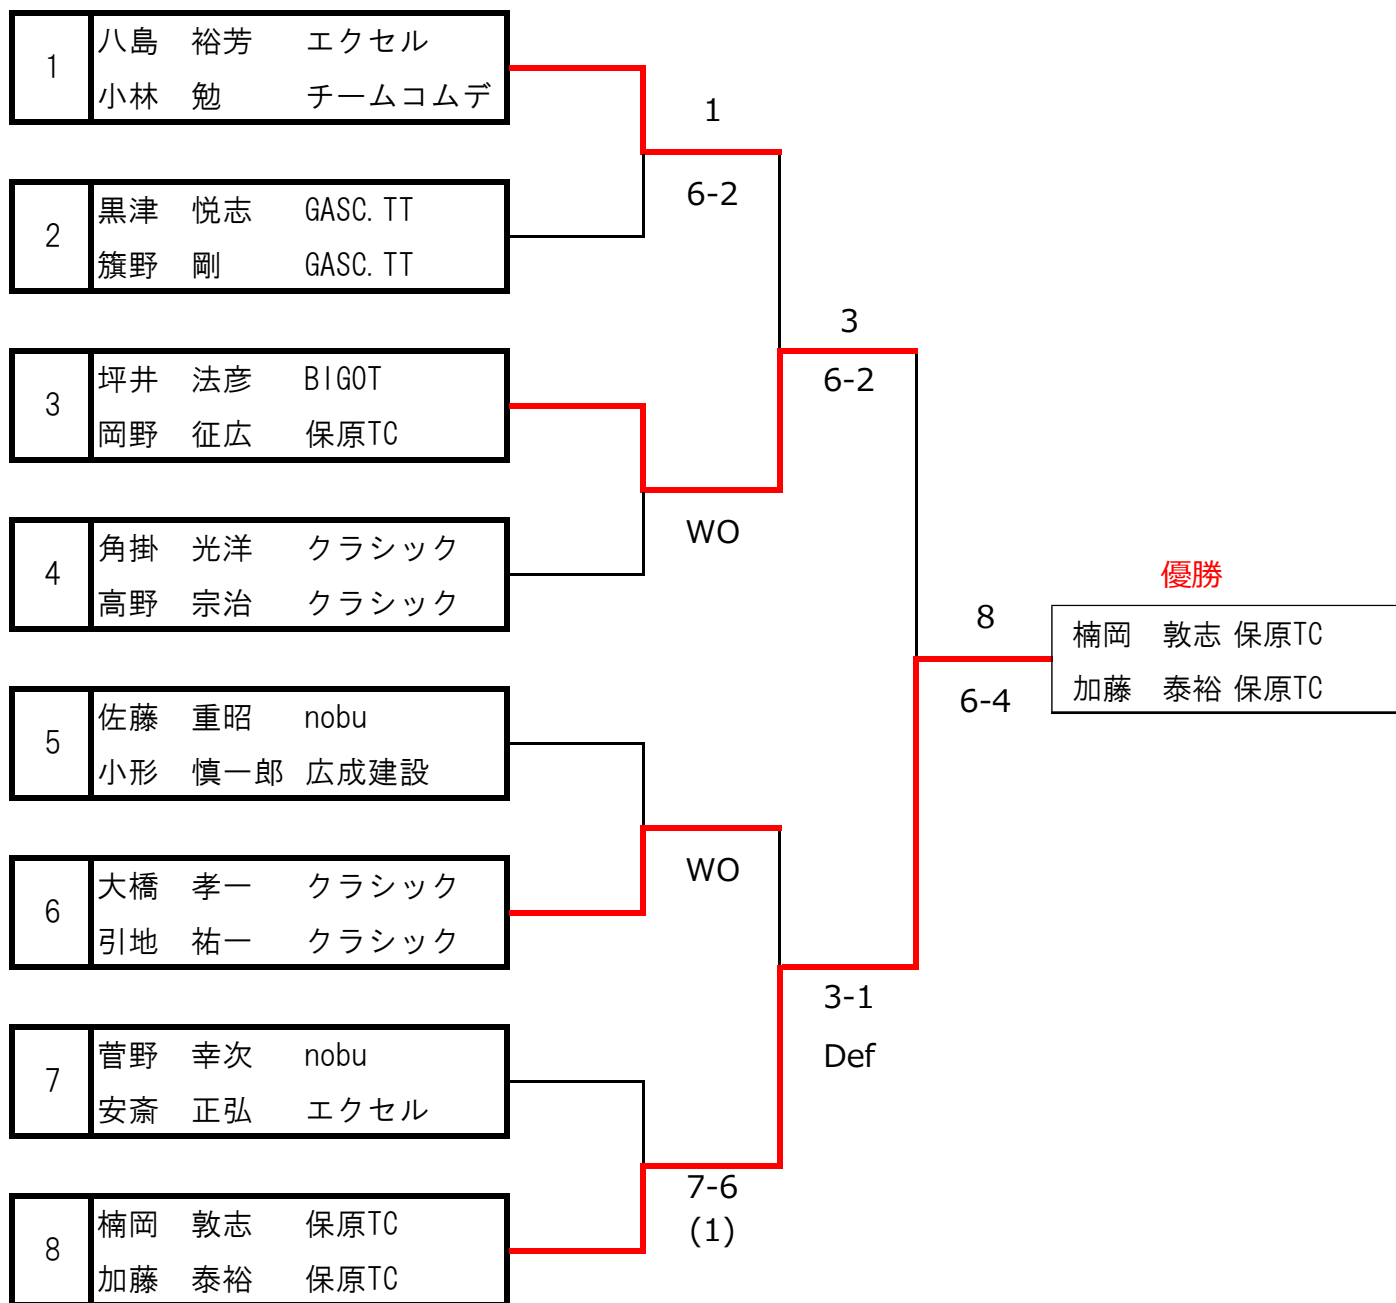 1
八島 裕芳 エクセル
小林 勉 チームコムデ
2
黒津 悦志 GASC.TT
籏野 剛 GASC.TT
3
坪井 法彦 BIGOT
岡野 征広 保原TC
4
角掛 光洋 クラシック
高野 宗治 クラシック
5
佐藤 重昭 nobu
小形 慎一郎 広成建設
6
大橋 孝一 クラシック
引地 祐一 クラシック
7
菅野 幸次 nobu
安斎 正弘 エクセル
8
楠岡 敦志 保原TC
加藤 泰裕 保原TC
1
6-2
WO
WO
7-6
(1)
3
6-2
3-1
Def
8
6-4
優勝
楠岡 敦志 保原TC
加藤 泰裕 保原TC